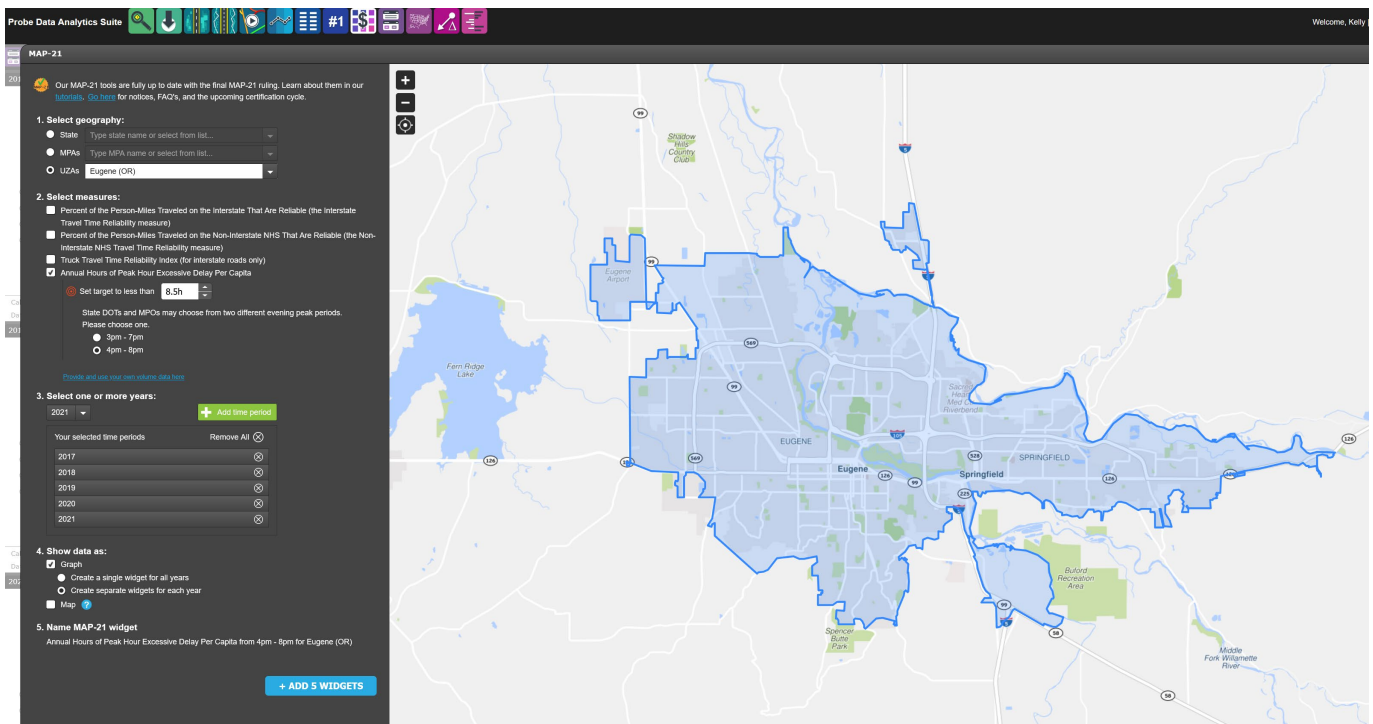 Probe Data Analytics Suite
#1
Welcome, Kelly
MAP-21
Our MAP-21 tools are fully up to date with the final MAP-21 ruling. Learn about them in our
tutorials. Go here for notices, FAQ's, and the upcoming certification cycle.
1. Select geography:
State Type state name or select from list...
MPAs Type MPA name or select from list...
UZAs Eugene (OR)
2. Select measures:
Percent of the Person-Miles Traveled on the Interstate That Are Reliable (the Interstate
Travel Time Reliability measure)
Percent of the Person-Miles Traveled on the Non-Interstate NHS That Are Reliable (the Non-
Interstate NHS Travel Time Reliability measure)
Truck Travel Time Reliability Index (for interstate roads only)
Annual Hours of Peak Hour Excessive Delay Per Capita
Set target to less than 8.5h
State DOTs and MPOs may choose from two different evening peak periods.
Please choose one.
3pm - 7pm
4pm - 8pm
Provide and use your own volume data here
3. Select one or more years:
2021 Add time period
Your selected time periods Remove All
2017
2018
2019
2020
2021
4. Show data as:
Graph
Create a single widget for all years
Create separate widgets for each year
Map ?
5. Name MAP-21 widget
Annual Hours of Peak Hour Excessive Delay Per Capita from 4pm - 8pm for Eugene (OR)
+ ADD 5 WIDGETS
+
−
99
Shadow
Hills
Country
Club
5
99
Eugene
Airport
569
Fern Ridge
Lake
99
Sacred
Heart
Med C
Riverbend
105
EUGENE
126
126
569
528
SPRINGFIELD
Eugene
126
99
Springfield
126
126
225
5
Buford
Recreation
Area
99
5
58
Spencer
Butte
Park
Middle
Fork Willamette
River
58